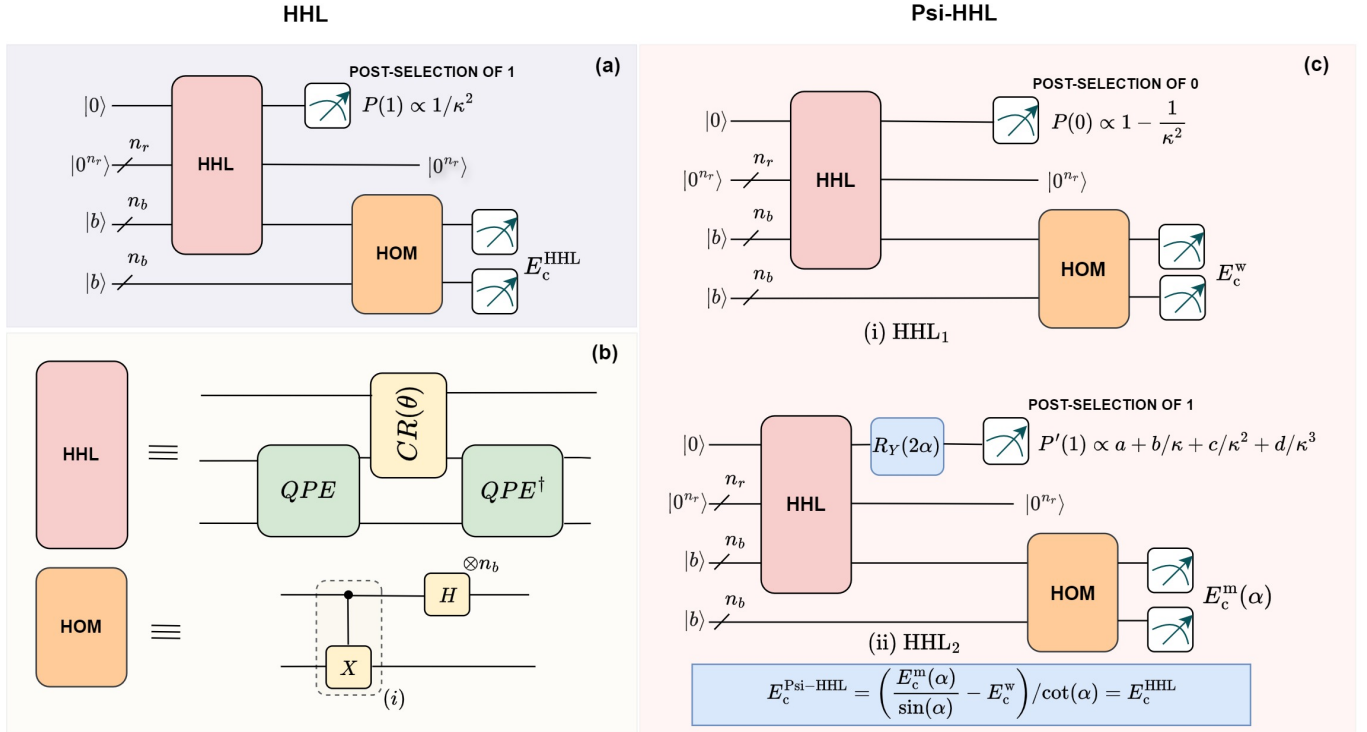 HHL
Psi-HHL
(a)
POST-SELECTION OF 1
|0⟩
P(1) ∝ 1/κ²
|0^{n_r}⟩
n_r
HHL
|0^{n_r}⟩
|b⟩
n_b
HOM
|b⟩
n_b
E_c^{HHL}
(b)
HHL
≡
CR(θ)
QPE
QPE†
HOM
≡
⊗n_b
H
X
(i)
(c)
POST-SELECTION OF 0
|0⟩
P(0) ∝ 1 − 1/κ²
|0^{n_r}⟩
n_r
HHL
|0^{n_r}⟩
|b⟩
n_b
HOM
|b⟩
n_b
E_c^w
(i) HHL₁
POST-SELECTION OF 1
|0⟩
R_Y(2α)
P′(1) ∝ a + b/κ + c/κ² + d/κ³
|0^{n_r}⟩
n_r
HHL
|0^{n_r}⟩
|b⟩
n_b
HOM
|b⟩
n_b
E_c^m(α)
(ii) HHL₂
E_c^{Psi−HHL} = (E_c^m(α)/sin(α) − E_c^w)/cot(α) = E_c^{HHL}